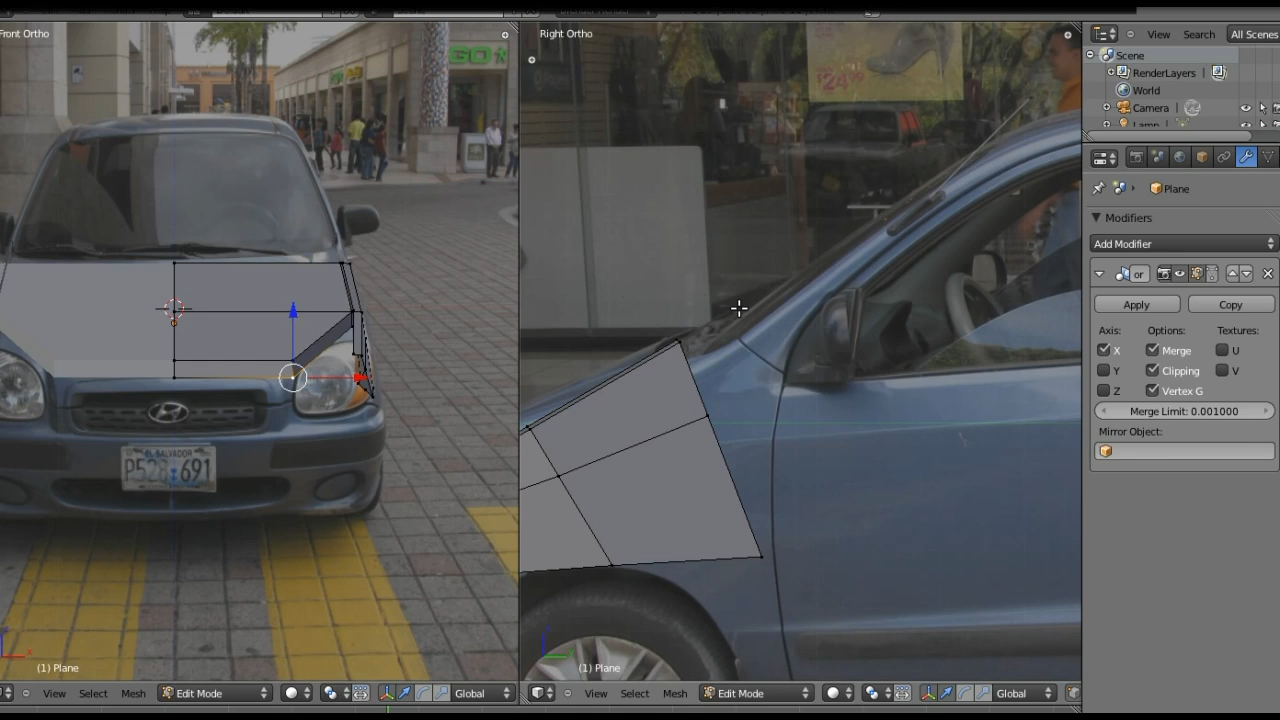 Front Ortho
GO
EL SALVADOR
P528 691
(1) Plane
View Select Mesh
Edit Mode
Global
Right Ortho
$24.99
(1) Plane
View Select Mesh
Edit Mode
Global
View Search All Scenes
Scene
RenderLayers
World
Camera
Lamp
Plane
Modifiers
Add Modifier
or
Apply Copy
Axis: Options: Textures:
X Merge U
Y Clipping V
Z Vertex G
Merge Limit: 0.001000
Mirror Object: